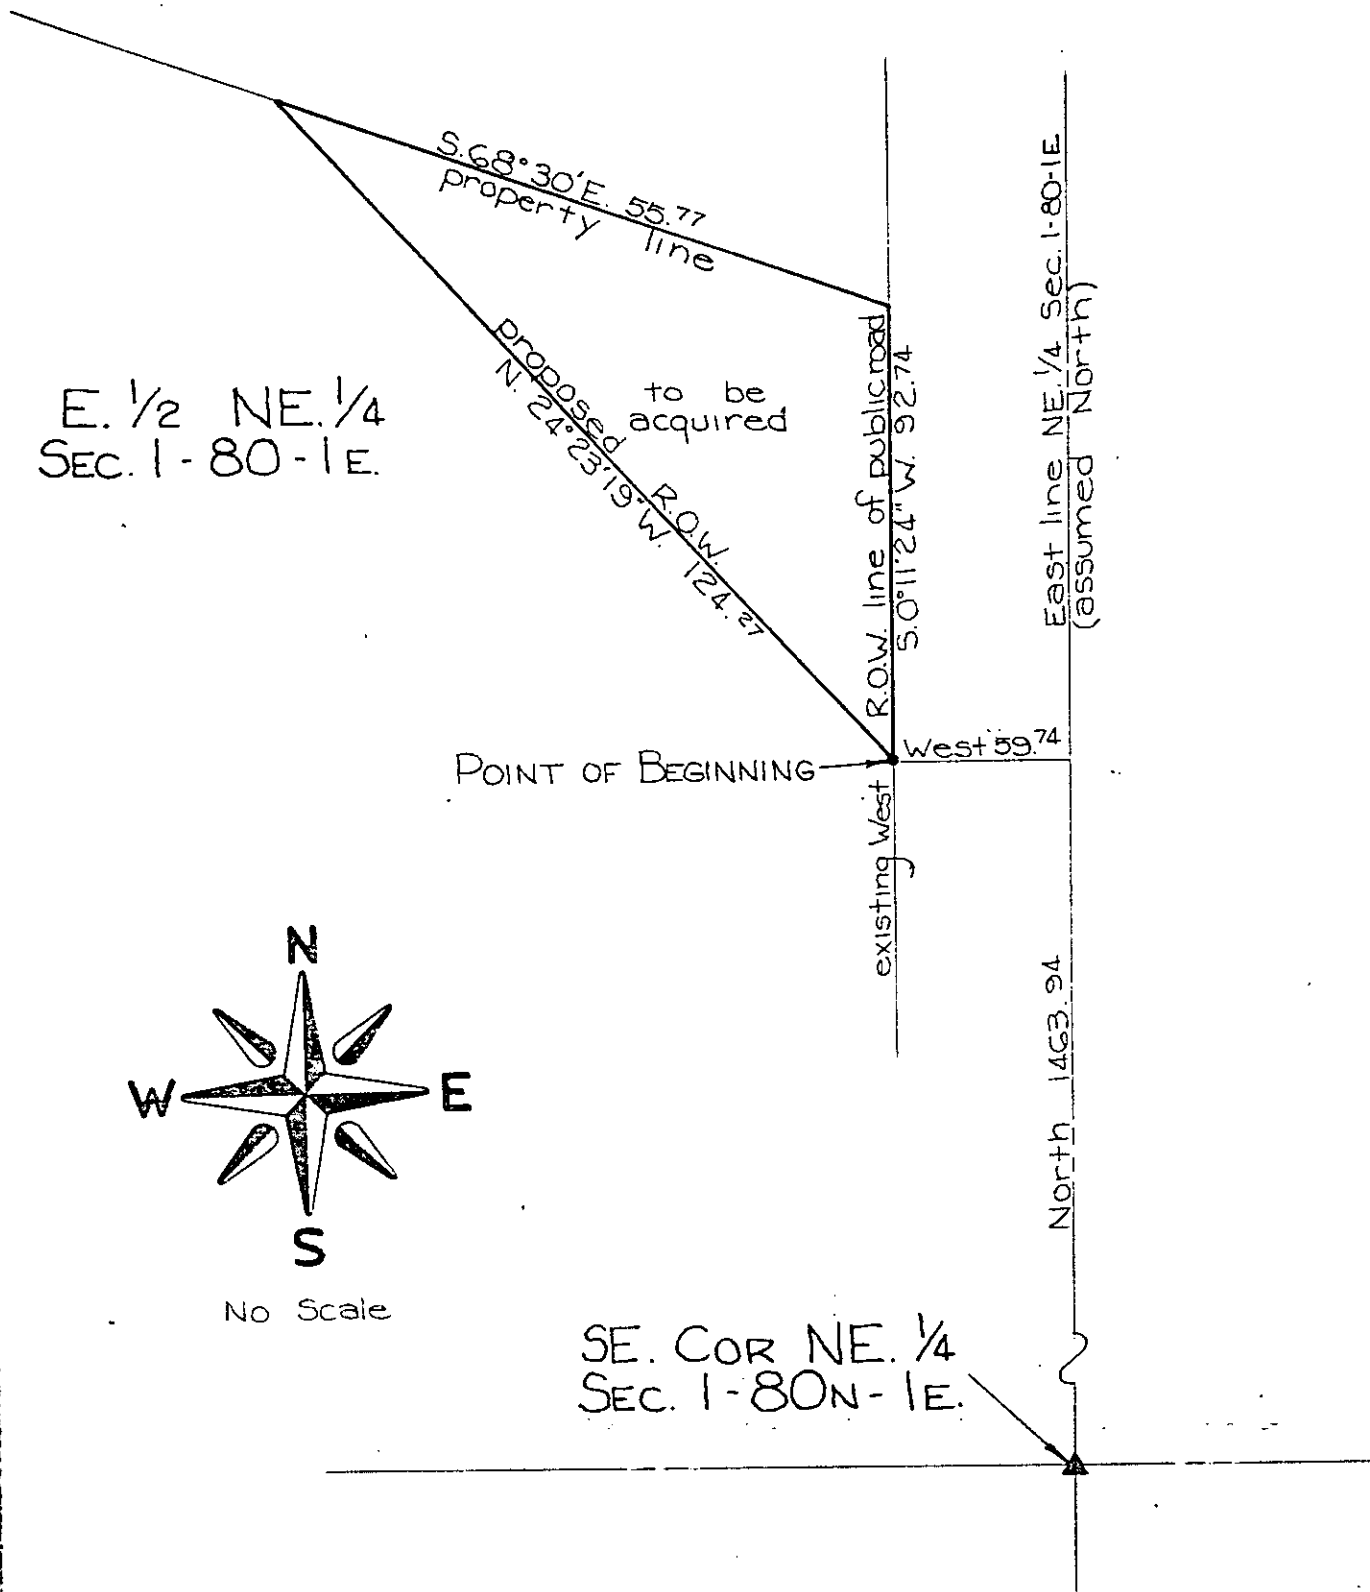 S.68°30'E. 55.77
property line
E. 1/2 NE. 1/4
SEC. 1-80-1E.
proposed R.O.W.
N. 24°23'19"W. 124.27
to be
acquired
R.O.W. line of public road
S.0°11'24"W. 92.74
East line NE. 1/4 Sec. 1-80-1E
(assumed North)
West 59.74
POINT OF BEGINNING
existing West
North 1463.94
N
W
E
S
No Scale
SE. COR NE. 1/4
SEC. 1-80N-1E.